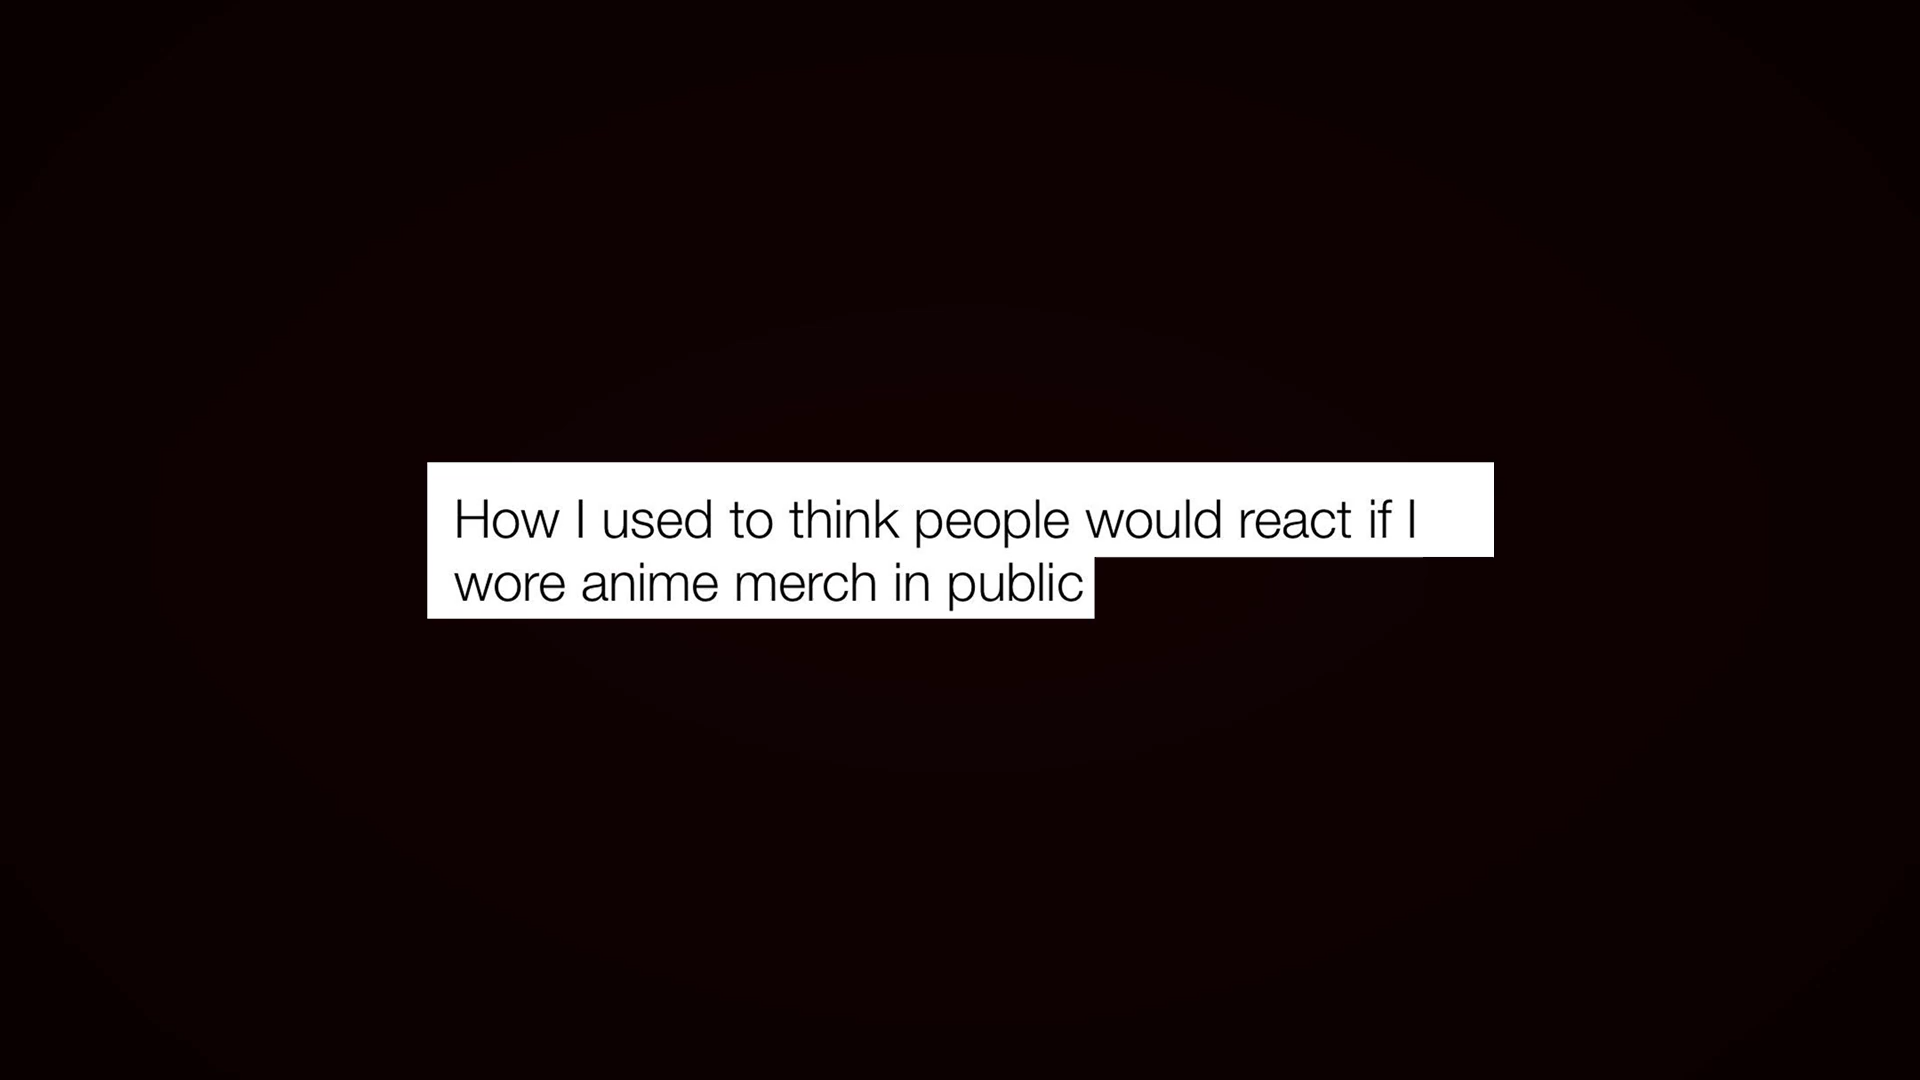 How I used to think people would react if I
wore anime merch in public